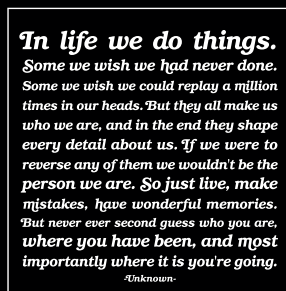 In life we do things.
Some we wish we had never done.
Some we wish we could replay a million
times in our heads. But they all make us
who we are, and in the end they shape
every detail about us. If we were to
reverse any of them we wouldn't be the
person we are. So just live, make
mistakes, have wonderful memories.
But never ever second guess who you are,
where you have been, and most
importantly where it is you're going.
-Unknown-